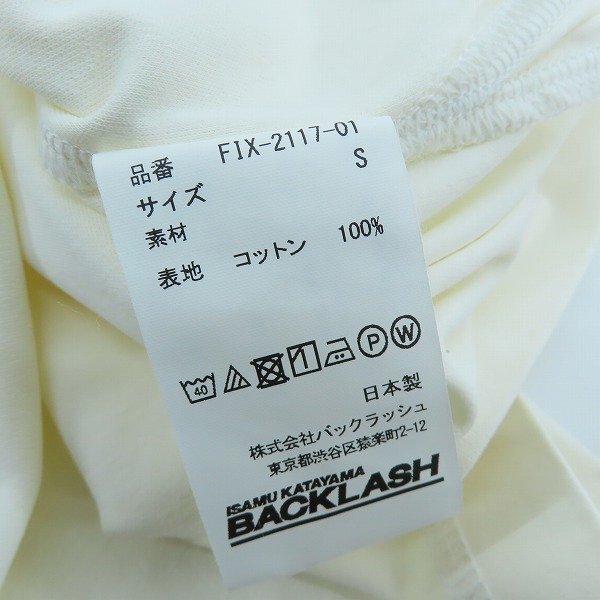 品番 FIX-2117-01
サイズ S
素材
表地 コットン 100%
40 P W
日本製
株式会社バックラッシュ
東京都渋谷区猿楽町2-12
ISAMU KATAYAMA
BACKLASH